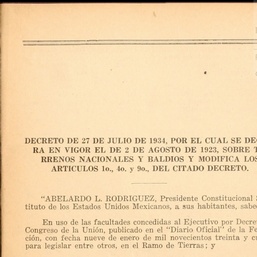 DECRETO DE 27 DE JULIO DE 1934, POR EL CUAL SE DEC
RA EN VIGOR EL DE 2 DE AGOSTO DE 1923, SOBRE T
RRENOS NACIONALES Y BALDIOS Y MODIFICA LOS
ARTICULOS 1o., 4o. y 9o., DEL CITADO DECRETO.
"ABELARDO L. RODRIGUEZ, Presidente Constitucional
tituto de los Estados Unidos Mexicanos, a sus habitantes, sabed
En uso de las facultades concedidas al Ejecutivo por Decre
Congreso de la Unión, publicado en el "Diario Oficial" de la Fe
ción, con fecha nueve de enero de mil novecientos treinta y c
para legislar entre otros, en el Ramo de Tierras; y